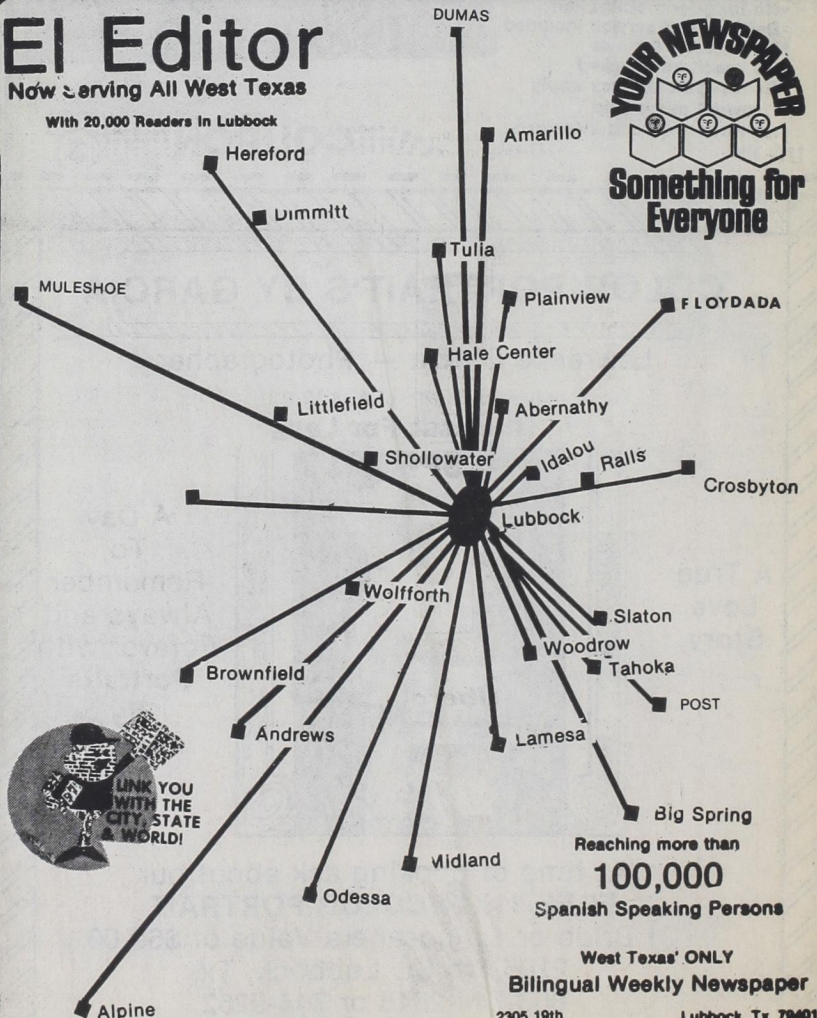 El Editor
Now Serving All West Texas
With 20,000 Readers In Lubbock
DUMAS
YOUR NEWSPAPER
Something for
Everyone
Amarillo
Hereford
Dimmitt
Tulia
MULESHOE
Plainview
FLOYDADA
Hale Center
Littlefield
Abernathy
Shollowater
Idalou
Ralls
Crosbyton
Lubbock
Wolfforth
Slaton
Woodrow
Tahoka
Brownfield
POST
Andrews
Lamesa
LINK YOU
WITH THE
CITY, STATE
& WORLD!
Big Spring
Midland
Odessa
Alpine
Reaching more than
100,000
Spanish Speaking Persons
West Texas' ONLY
Bilingual Weekly Newspaper
2305 19th Lubbock, Tx. 79401